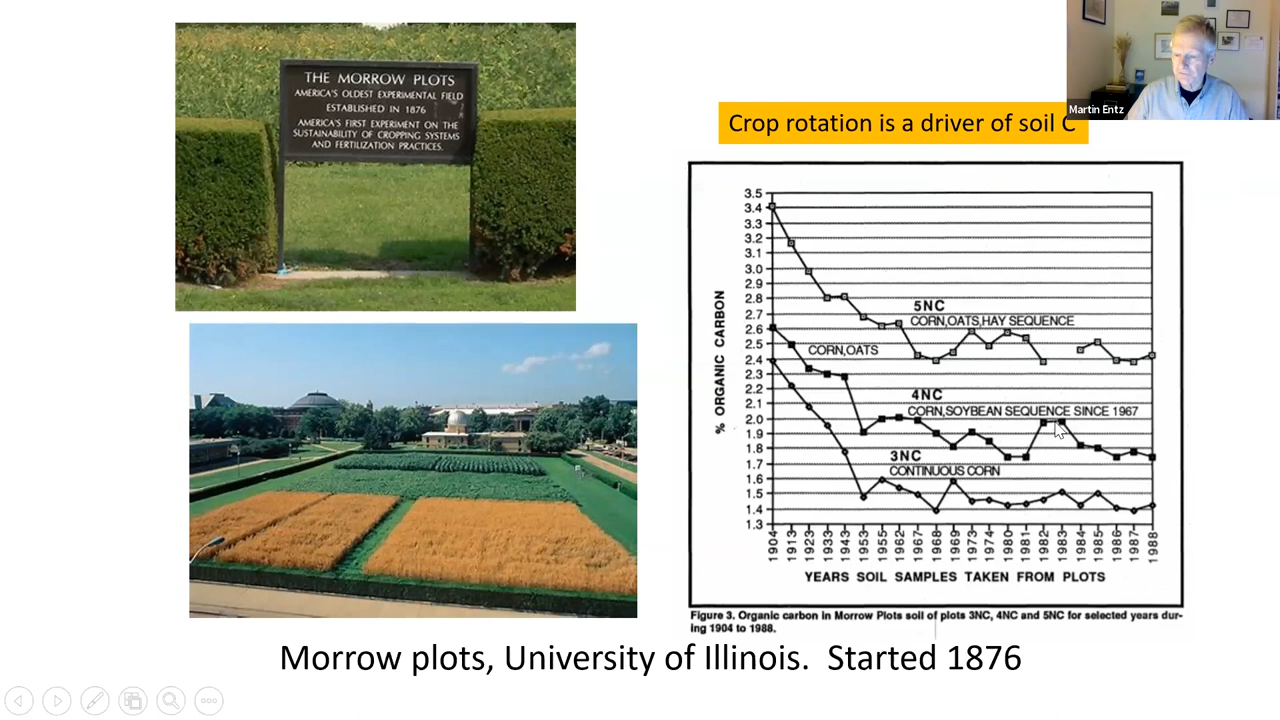 THE MORROW PLOTS
AMERICA'S OLDEST EXPERIMENTAL FIELD
ESTABLISHED IN 1876
AMERICA'S FIRST EXPERIMENT ON THE
SUSTAINABILITY OF CROPPING SYSTEMS
AND FERTILIZATION PRACTICES.
Martin Entz
Crop rotation is a driver of soil C
3.5
3.4
3.3
3.2
3.1
3.0
2.9
2.8
2.7
2.6
2.5
2.4
2.3
2.2
2.1
2.0
1.9
1.8
1.7
1.6
1.5
1.4
1.3
% ORGANIC CARBON
5NC
CORN,OATS,HAY SEQUENCE
CORN,OATS
4NC
CORN,SOYBEAN SEQUENCE SINCE 1967
3NC
CONTINUOUS CORN
1904 1913 1923 1933 1943 1953 1955 1962 1967 1968 1969 1973 1974 1980 1981 1982 1983 1984 1985 1986 1987 1988
YEARS SOIL SAMPLES TAKEN FROM PLOTS
Figure 3. Organic carbon in Morrow Plots soil of plots 3NC, 4NC and 5NC for selected years dur-
ing 1904 to 1988.
Morrow plots, University of Illinois. Started 1876